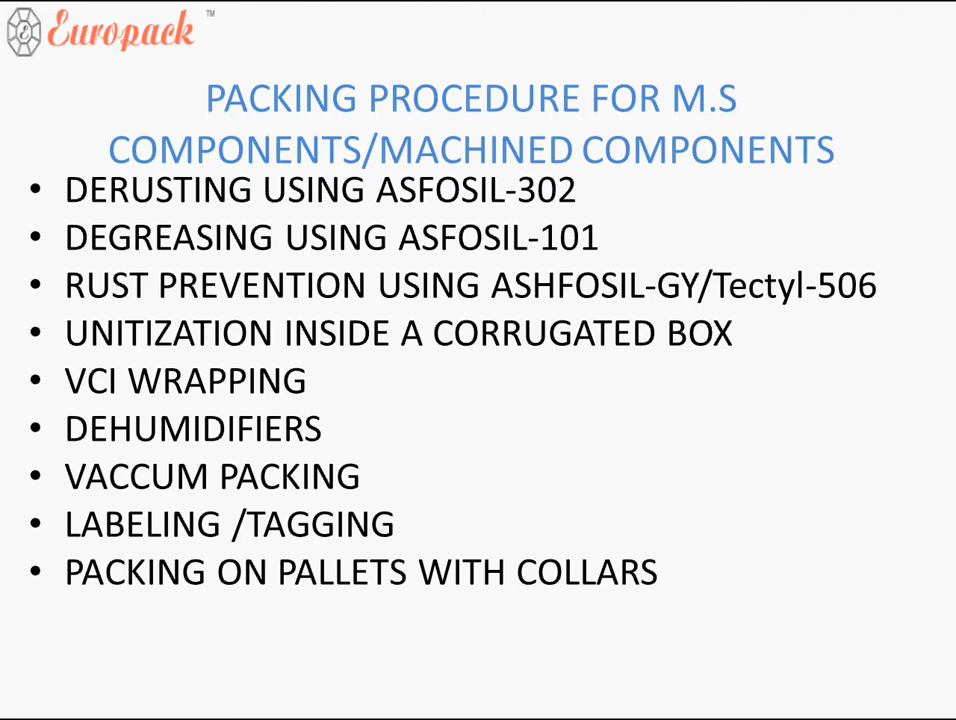 Europack™
PACKING PROCEDURE FOR M.S
COMPONENTS/MACHINED COMPONENTS
• DERUSTING USING ASFOSIL-302
• DEGREASING USING ASFOSIL-101
• RUST PREVENTION USING ASHFOSIL-GY/Tectyl-506
• UNITIZATION INSIDE A CORRUGATED BOX
• VCI WRAPPING
• DEHUMIDIFIERS
• VACCUM PACKING
• LABELING /TAGGING
• PACKING ON PALLETS WITH COLLARS